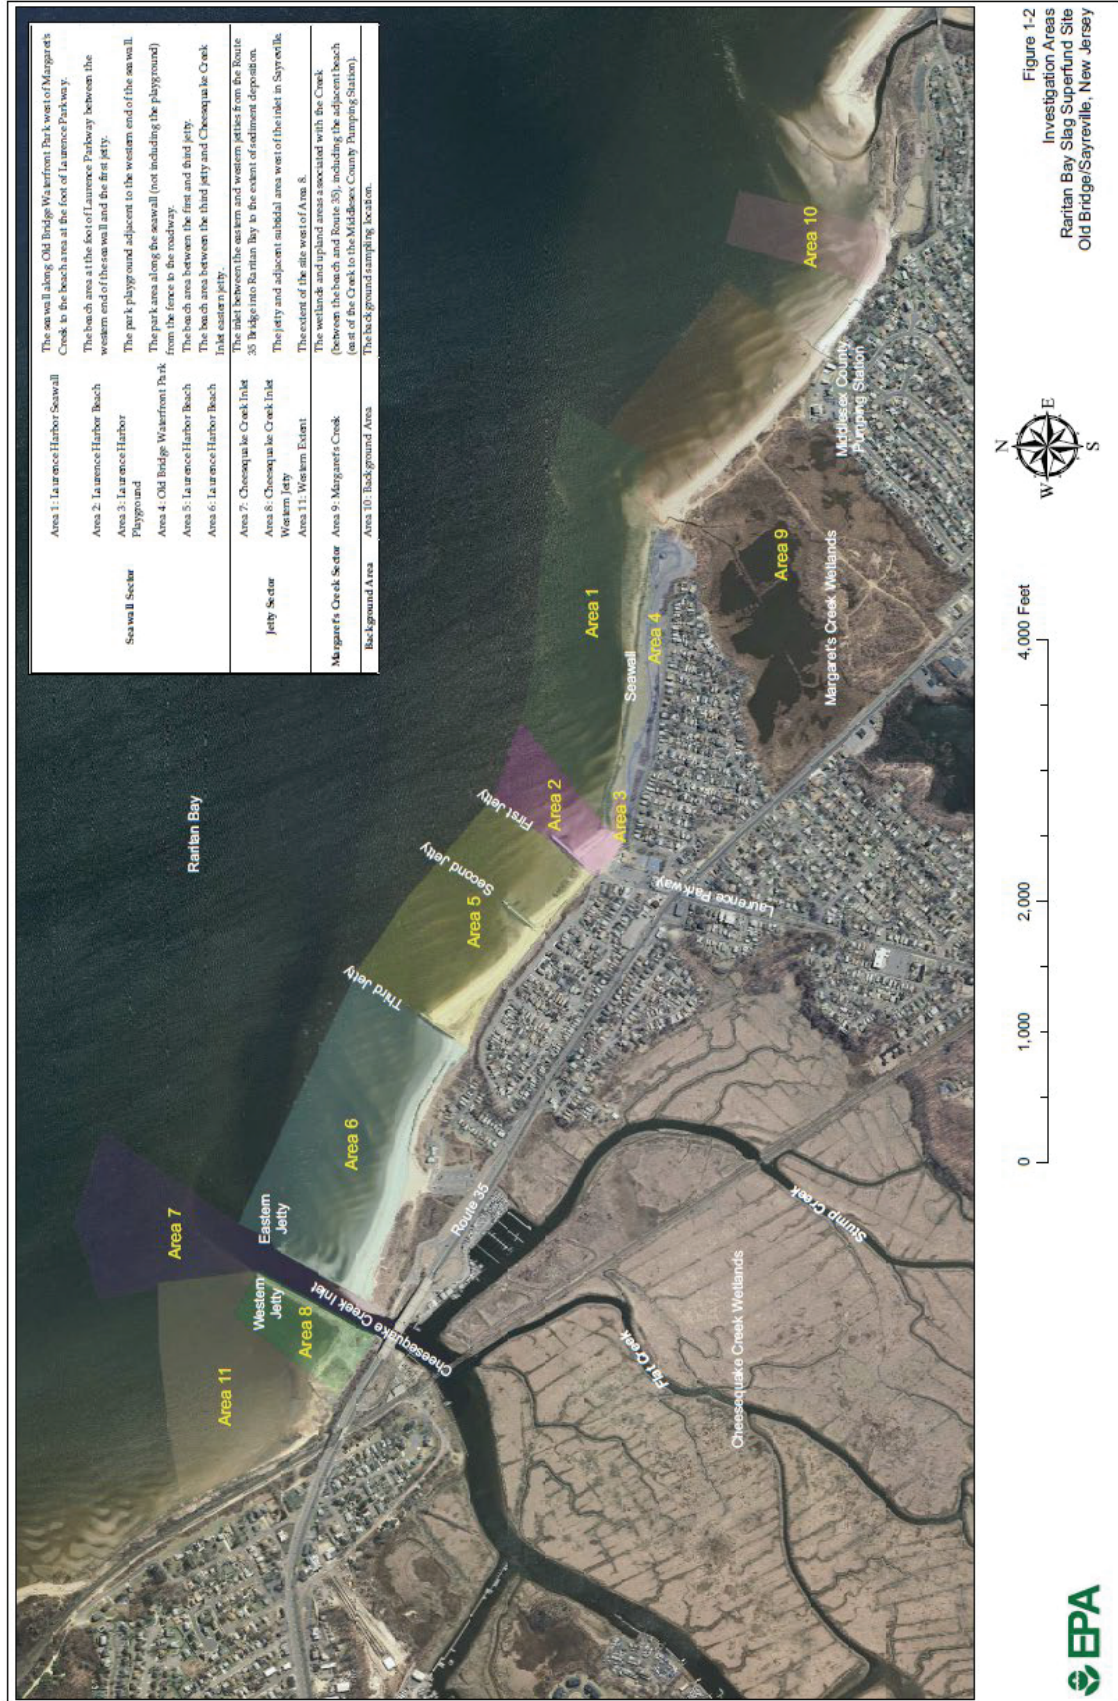 Seawall Sector
Area 1: Laurence Harbor Seawall
The seawall along Old Bridge Waterfront Park west of Margaret's
Creek to the beach area at the foot of Laurence Parkway.
Area 2: Laurence Harbor Beach
The beach area at the foot of Laurence Parkway between the
western end of the seawall and the first jetty.
Area 3: Laurence Harbor
Playground
The park playground adjacent to the western end of the seawall.
Area 4: Old Bridge Waterfront Park
The park area along the seawall (not including the playground)
from the fence to the roadway.
Area 5: Laurence Harbor Beach
The beach area between the first and third jetty.
Area 6: Laurence Harbor Beach
The beach area between the third jetty and Cheesequake Creek
Inlet eastern jetty.
Jetty Sector
Area 7: Cheesequake Creek Inlet
The inlet between the eastern and western jetties from the Route
35 Bridge into Raritan Bay to the extent of sediment deposition.
Area 8: Cheesequake Creek Inlet
Western Jetty
The jetty and adjacent subtidal area west of the inlet in Sayreville.
Area 11: Western Extent
The extent of the site west of Area 8.
Margaret's Creek Sector
Area 9: Margaret's Creek
The wetlands and upland areas associated with the Creek
(between the beach and Route 35), including the adjacent beach
(east of the Creek to the Middlesex County Pumping Station).
Background Area
Area 10: Background Area
The background sampling location.
Raritan Bay
Area 7
Area 11
Western
Jetty
Eastern
Jetty
Area 8
Cheesequake Creek Inlet
Area 6
Third Jetty
Area 5
Second Jetty
First Jetty
Area 2
Area 3
Area 1
Seawall
Area 4
Area 10
Area 9
Middlesex County
Pumping Station
Margaret's Creek Wetlands
Laurence Parkway
Route 35
Stump Creek
Flat Creek
Cheesequake Creek Wetlands
EPA
0
1,000
2,000
4,000 Feet
N
W
E
S
Figure 1-2
Investigation Areas
Raritan Bay Slag Superfund Site
Old Bridge/Sayreville, New Jersey